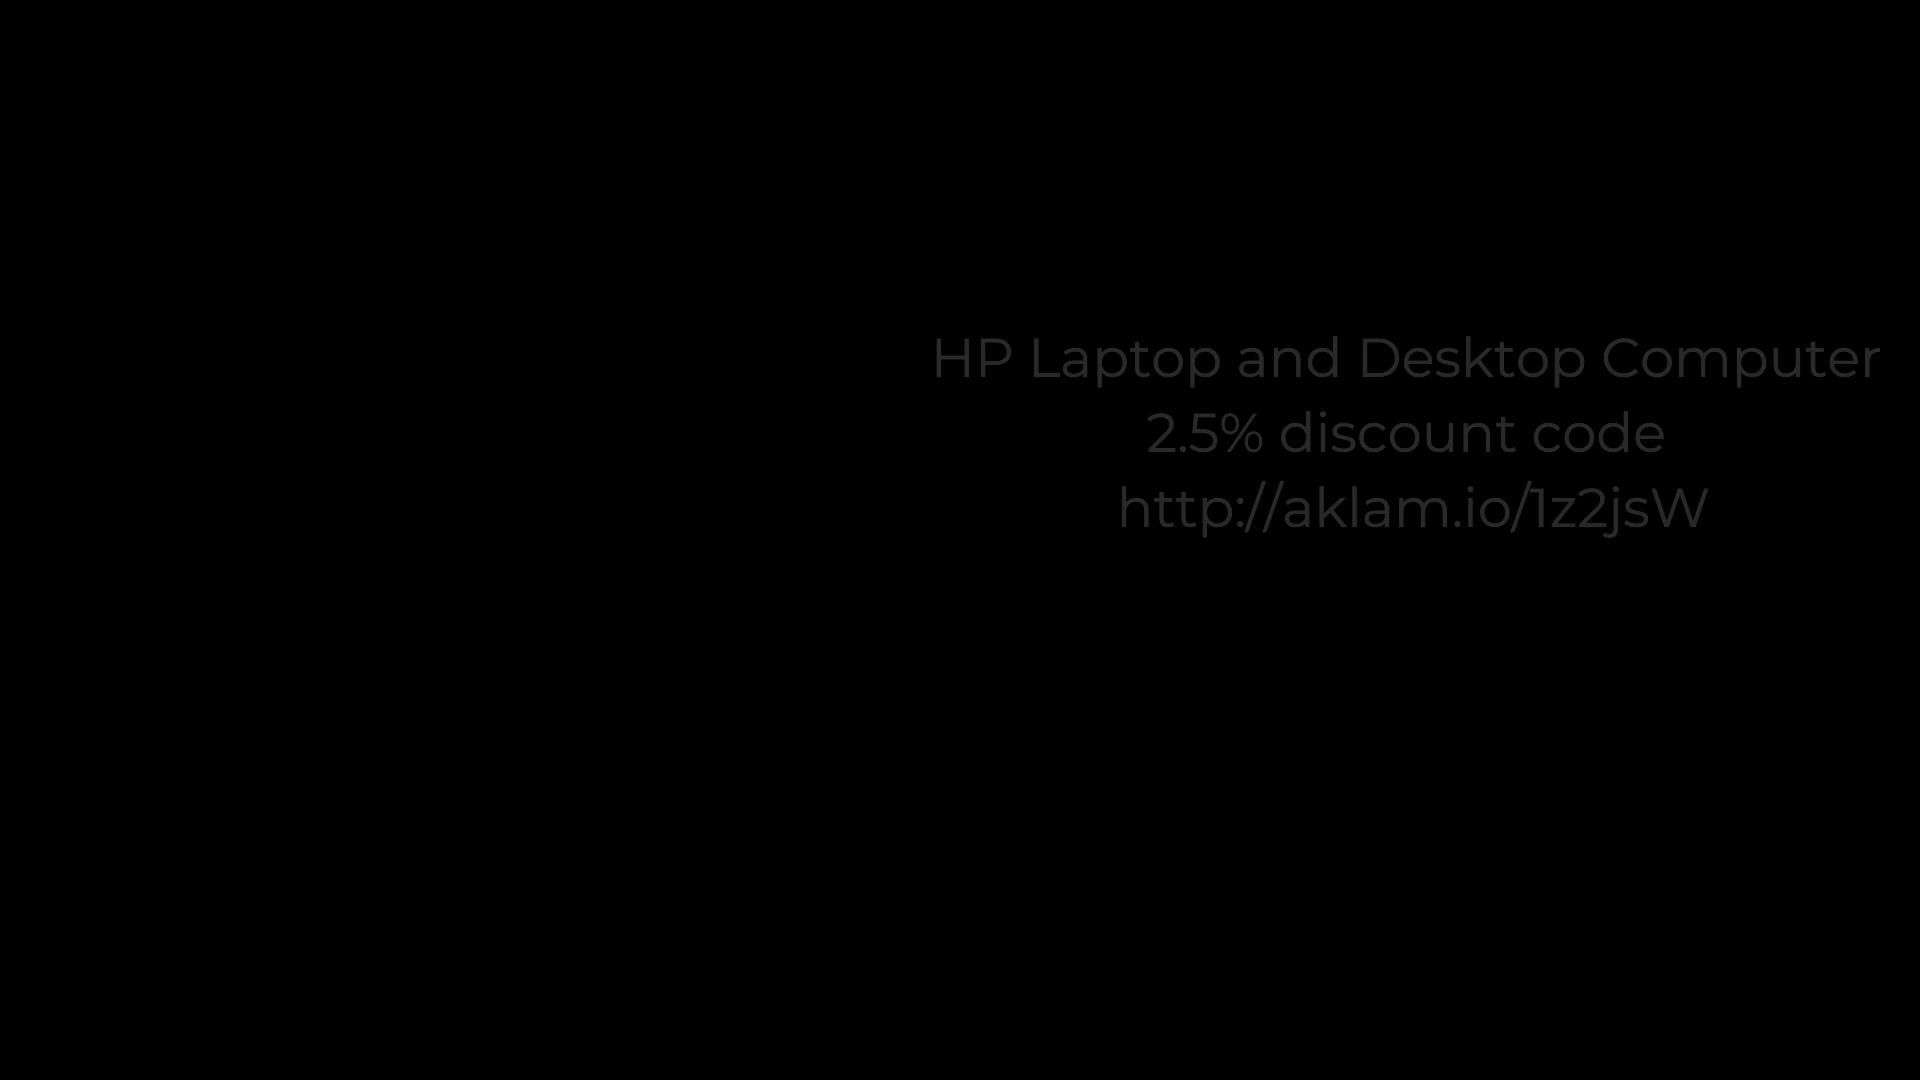 HP Laptop and Desktop Computer
2.5% discount code
http://aklam.io/1z2jsW